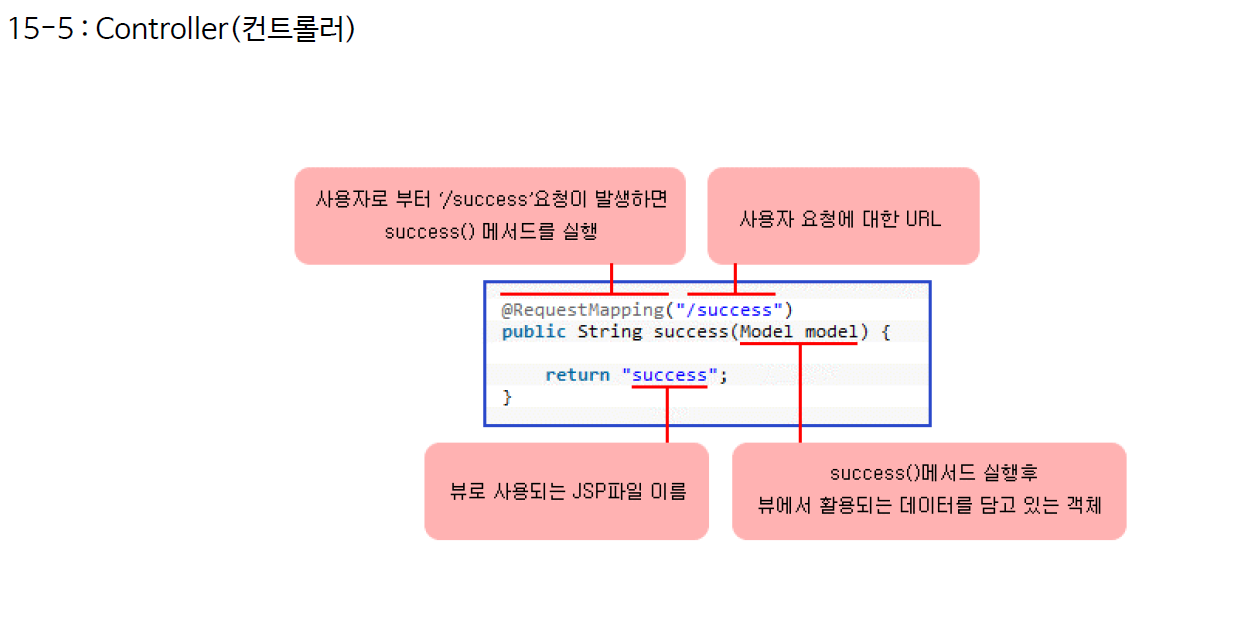 15-5 : Controller(컨트롤러)
사용자로 부터 ‘/success’요청이 발생하면
success() 메서드를 실행
사용자 요청에 대한 URL
@RequestMapping("/success")
public String success(Model model) {
return "success";
}
뷰로 사용되는 JSP파일 이름
success()메서드 실행후
뷰에서 활용되는 데이터를 담고 있는 객체